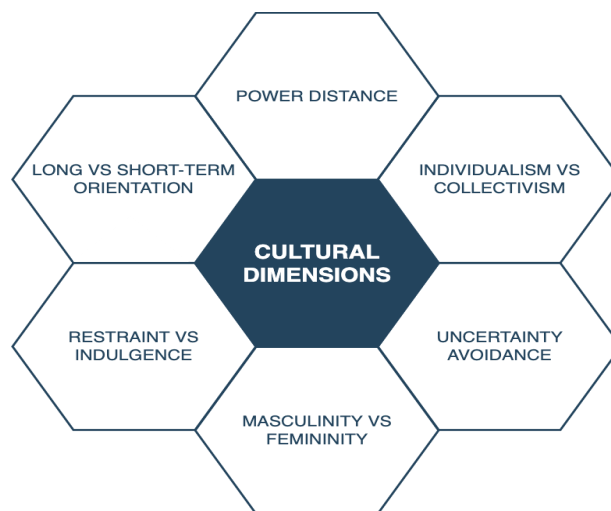 POWER DISTANCE
LONG VS SHORT-TERM
ORIENTATION
INDIVIDUALISM VS
COLLECTIVISM
CULTURAL
DIMENSIONS
RESTRAINT VS
INDULGENCE
UNCERTAINTY
AVOIDANCE
MASCULINITY VS
FEMININITY